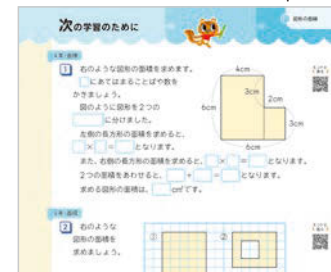 次の学習のために
図形の面積
1 右のような図形の面積を求めます。
□にあてはまることばや数を
かきましょう。
図のように図形を2つの
□に分けました。
左側の長方形の面積を求めると、
□×□=□となります。
また、右側の長方形の面積を求めると、□×□=□となります。
2つの面積をあわせると、□+□=□となります。
求める図形の面積は、□cm²です。
4cm
3cm
2cm
6cm
3cm
6cm
2 右のような
図形の面積を
求めましょう。
①
②